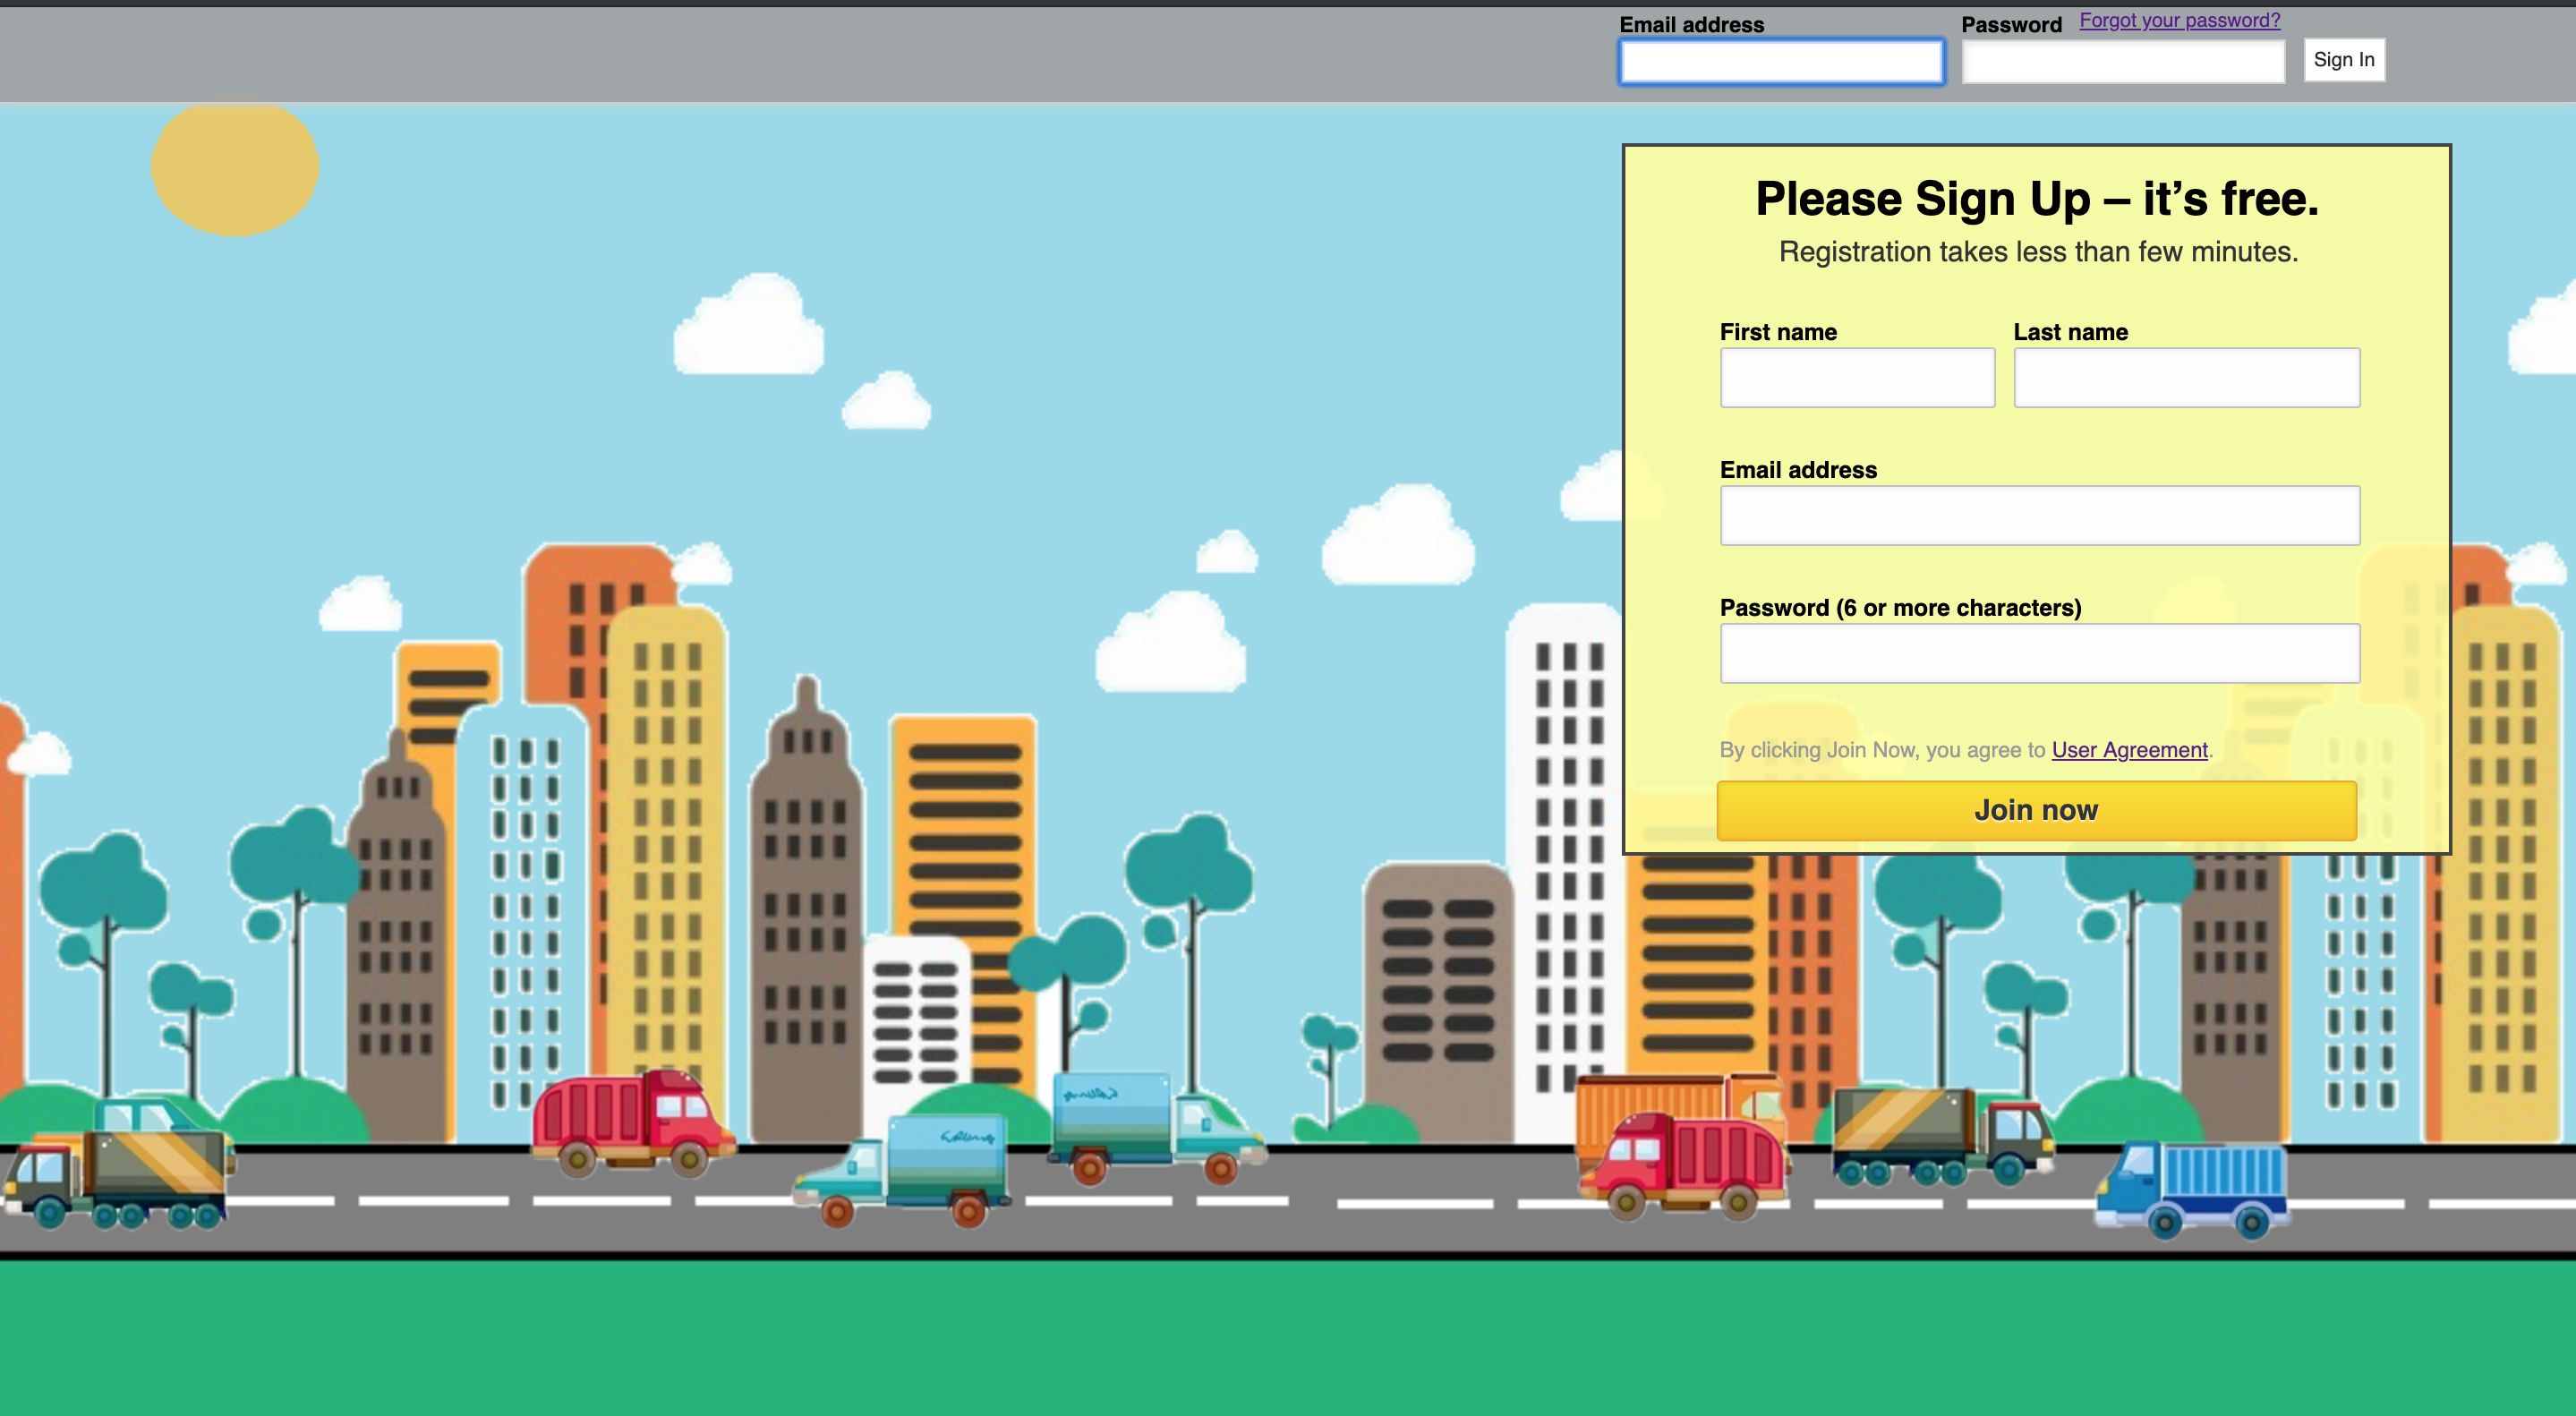 Email address
Password Forgot your password?
Sign In
Please Sign Up – it’s free.
Registration takes less than few minutes.
First name Last name
Email address
Password (6 or more characters)
By clicking Join Now, you agree to User Agreement.
Join now